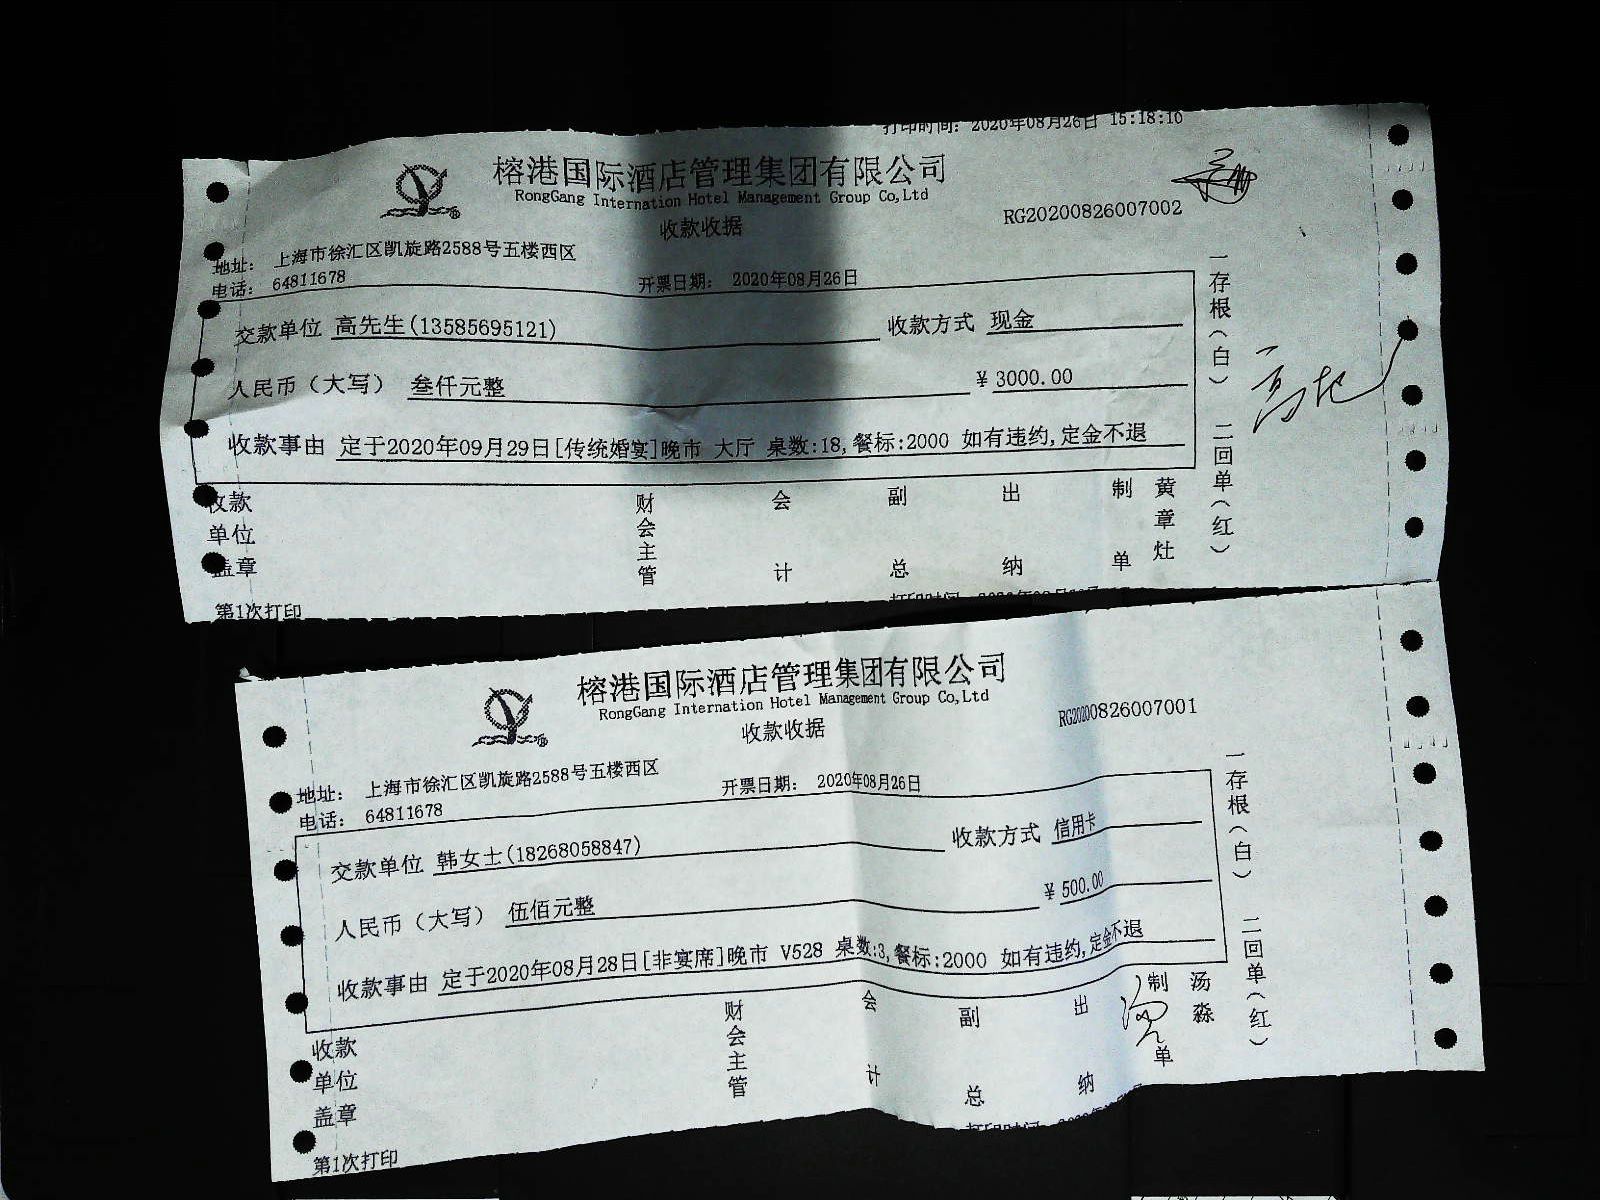 打印时间: 2020年08月26日 15:18:10
榕港国际酒店管理集团有限公司
RongGang Internation Hotel Management Group Co,Ltd
收款收据
RG20200826007002
地址: 上海市徐汇区凯旋路2588号五楼西区
电话: 64811678
开票日期: 2020年08月26日
交款单位 高先生(13585695121)
收款方式 现金
人民币（大写） 叁仟元整
¥ 3000.00
收款事由 定于2020年09月29日[传统婚宴]晚市 大厅 桌数:18,餐标:2000 如有违约,定金不退
一存根（白） 二回单（红）
收款单位盖章
财会主管
会计
副总
出纳
制单
黄章灶
第1次打印
榕港国际酒店管理集团有限公司
RongGang Internation Hotel Management Group Co,Ltd
收款收据
RG20200826007001
地址: 上海市徐汇区凯旋路2588号五楼西区
电话: 64811678
开票日期: 2020年08月26日
交款单位 韩女士(18268058847)
收款方式 信用卡
人民币（大写） 伍佰元整
¥ 500.00
收款事由 定于2020年08月28日[非宴席]晚市 V528 桌数:3,餐标:2000 如有违约,定金不退
一存根（白） 二回单（红）
收款单位盖章
财会主管
会计
副总
出纳
制单
汤淼
第1次打印